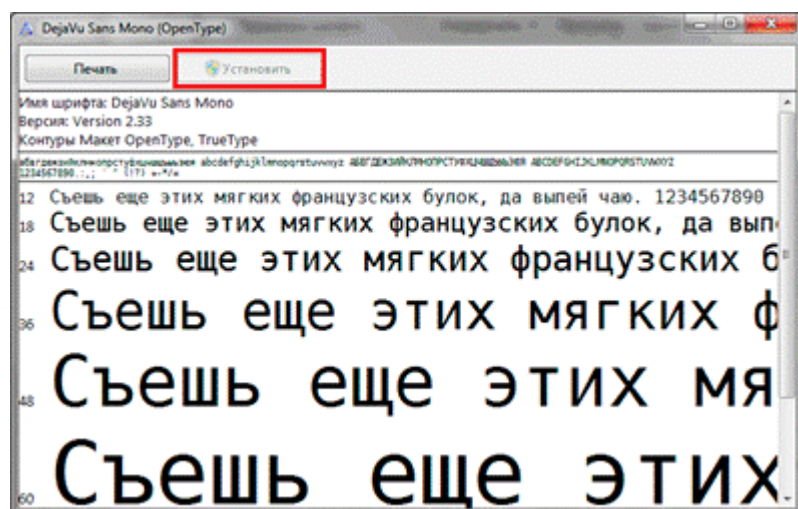 DejaVu Sans Mono (OpenType)
Печать
Установить
Имя шрифта: DejaVu Sans Mono
Версия: Version 2.33
Контуры Макет OpenType, TrueType
abcdefghijklmnopqrstuvwxyz
1234567890
12 Съешь еще этих мягких французских булок, да выпей чаю. 1234567890
18 Съешь еще этих мягких французских булок, да вып
24 Съешь еще этих мягких французских б
36 Съешь еще этих мягких ф
48 Съешь еще этих мя
60 Съешь еще этих